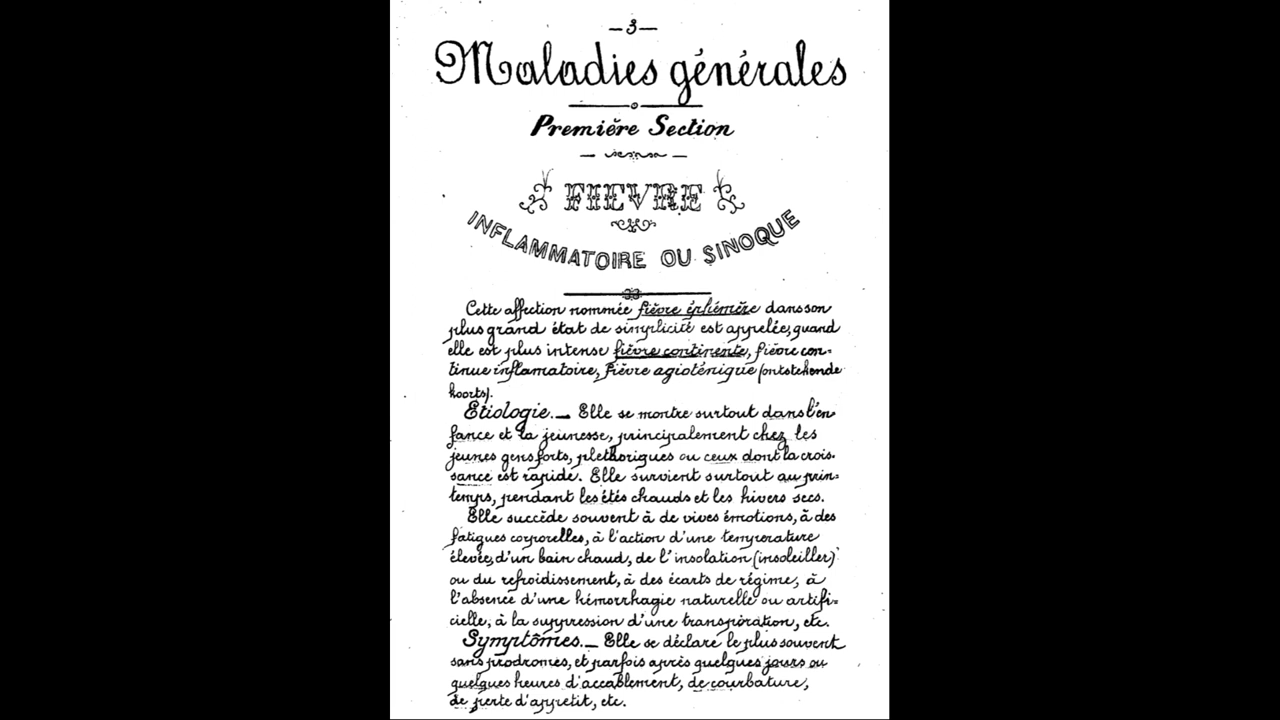 —3—
Maladies générales
Première Section
FIEVRE
INFLAMMATOIRE OU SINOQUE
Cette affection nommée fièvre éphémère dans son
plus grand état de simplicité est appelée, quand
elle est plus intense fièvre continente, fièvre con=
tinue inflamatoire, fièvre agioténique (ontstekende
koorts).
Etiologie.— Elle se montre surtout dans l'en
fance et la jeunesse, principalement chez les
jeunes gens forts, plethoriques ou ceux dont la crois-
sance est rapide. Elle survient surtout au prin=
temps, pendant les étés chauds et les hivers secs.
Elle succède souvent à de vives émotions, à des
fatigues corporelles, à l'action d'une temperature
élevée, d'un bain chaud, de l'insolation (insoleiller)
ou du refroidissement, à des écarts de régime, à
l'absence d'une hémorrhagie naturelle ou artifi=
cielle, à la suppression d'une transpiration, etc.
Symptômes.— Elle se déclare le plus souvent
sans prodromes, et parfois après quelques jours ou
quelques heures d'accablement, de courbature,
de perte d'appetit, etc.